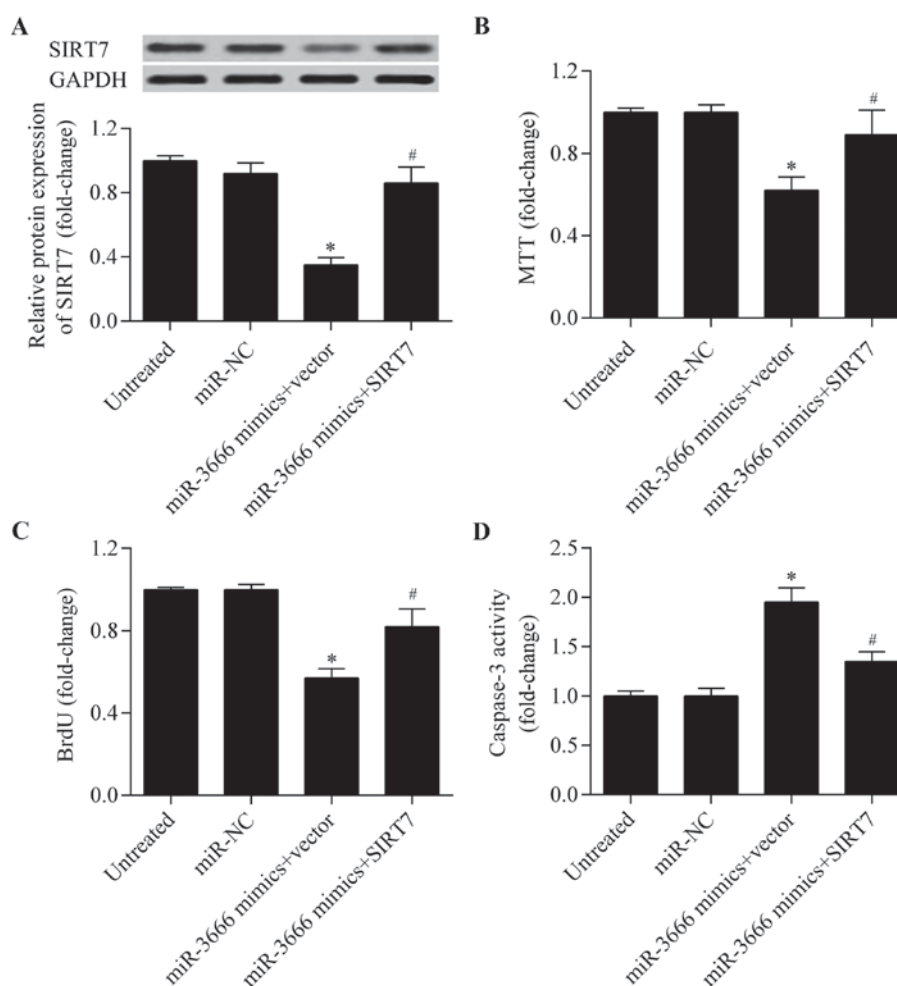 A
SIRT7
GAPDH
Relative protein expression
of SIRT7 (fold-change)
1.2
0.8
0.4
0.0
*
#
Untreated
miR-NC
miR-3666 mimics+vector
miR-3666 mimics+SIRT7
B
MTT (fold-change)
1.2
0.8
0.4
0.0
*
#
Untreated
miR-NC
miR-3666 mimics+vector
miR-3666 mimics+SIRT7
C
BrdU (fold-change)
1.2
0.8
0.4
0.0
*
#
Untreated
miR-NC
miR-3666 mimics+vector
miR-3666 mimics+SIRT7
D
Caspase-3 activity
(fold-change)
2.5
2.0
1.5
1.0
0.5
0.0
*
#
Untreated
miR-NC
miR-3666 mimics+vector
miR-3666 mimics+SIRT7